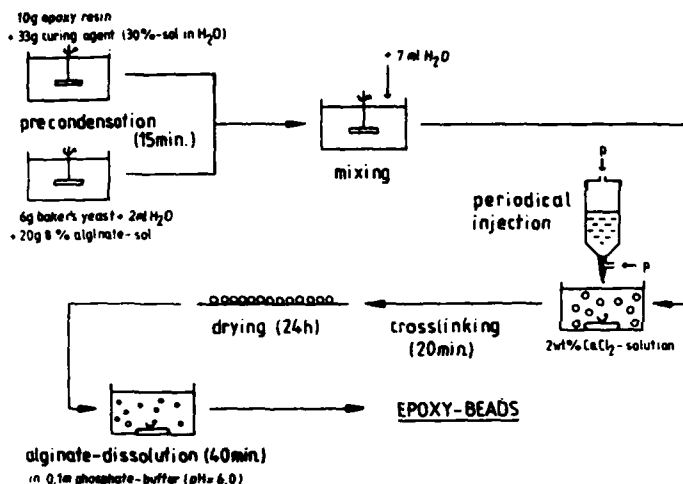 10g epoxy resin
+ 33g curing agent (30%-sol in H₂O)
precondensation
(15min.)
6g baker's yeast + 2ml H₂O
+ 20g 8 % alginate-sol
+ 7 ml H₂O
mixing
p
periodical
injection
p
2wt% CaCl₂-solution
crosslinking
(20min.)
drying (24h)
alginate-dissolution (40min.)
in 0,1m phosphate-buffer (pH= 6.0)
EPOXY-BEADS